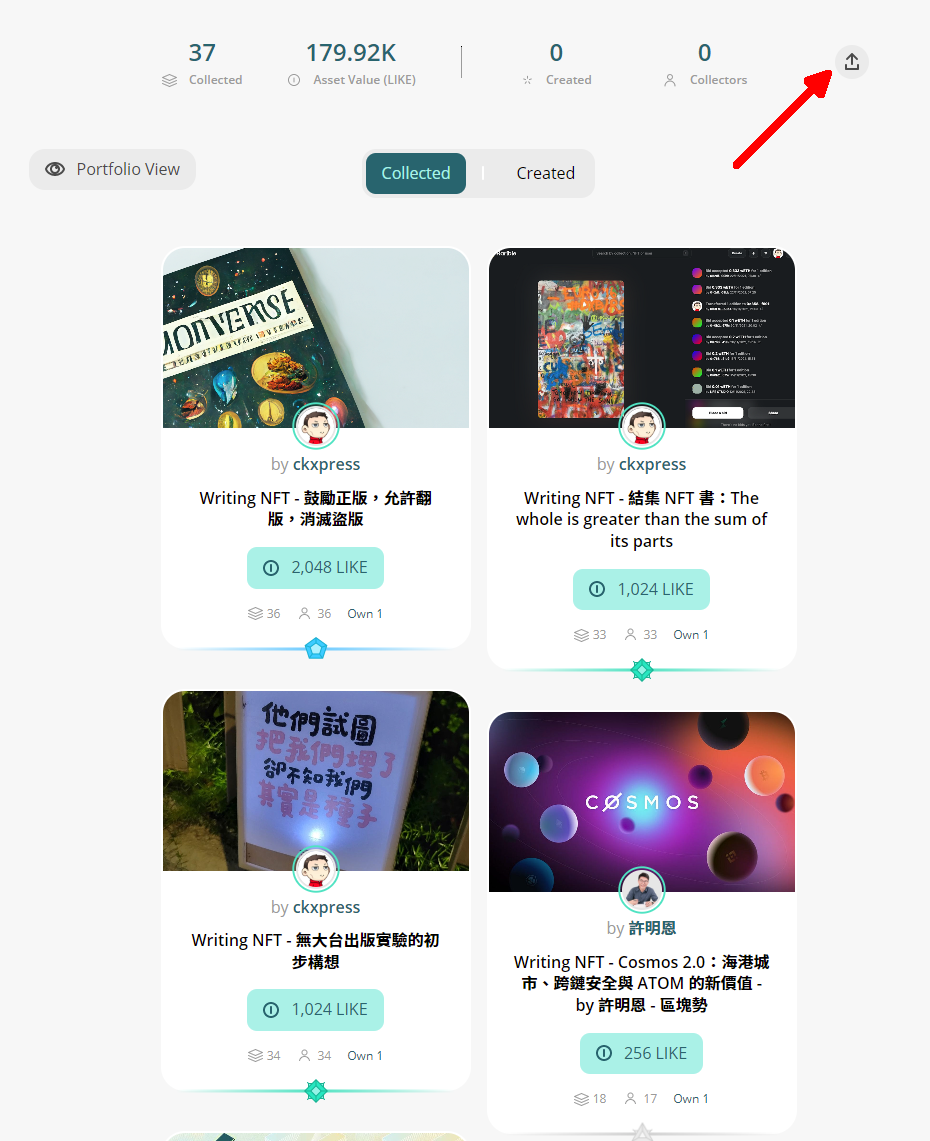 37
179.92K
0
0
Collected
Asset Value (LIKE)
Created
Collectors
Portfolio View
Collected
Created
by ckxpress
Writing NFT - 鼓勵正版，允許翻
版，消滅盜版
2,048 LIKE
36
36
Own 1
by ckxpress
Writing NFT - 結集 NFT 書：The
whole is greater than the sum of
its parts
1,024 LIKE
33
33
Own 1
他們試圖
把我們埋了
卻不知我們
其實是種子
by ckxpress
Writing NFT - 無大台出版實驗的初
步構想
1,024 LIKE
34
34
Own 1
COSMOS
by 許明恩
Writing NFT - Cosmos 2.0：海港城
市、跨鏈安全與 ATOM 的新價值 -
by 許明恩 - 區塊勢
256 LIKE
18
17
Own 1